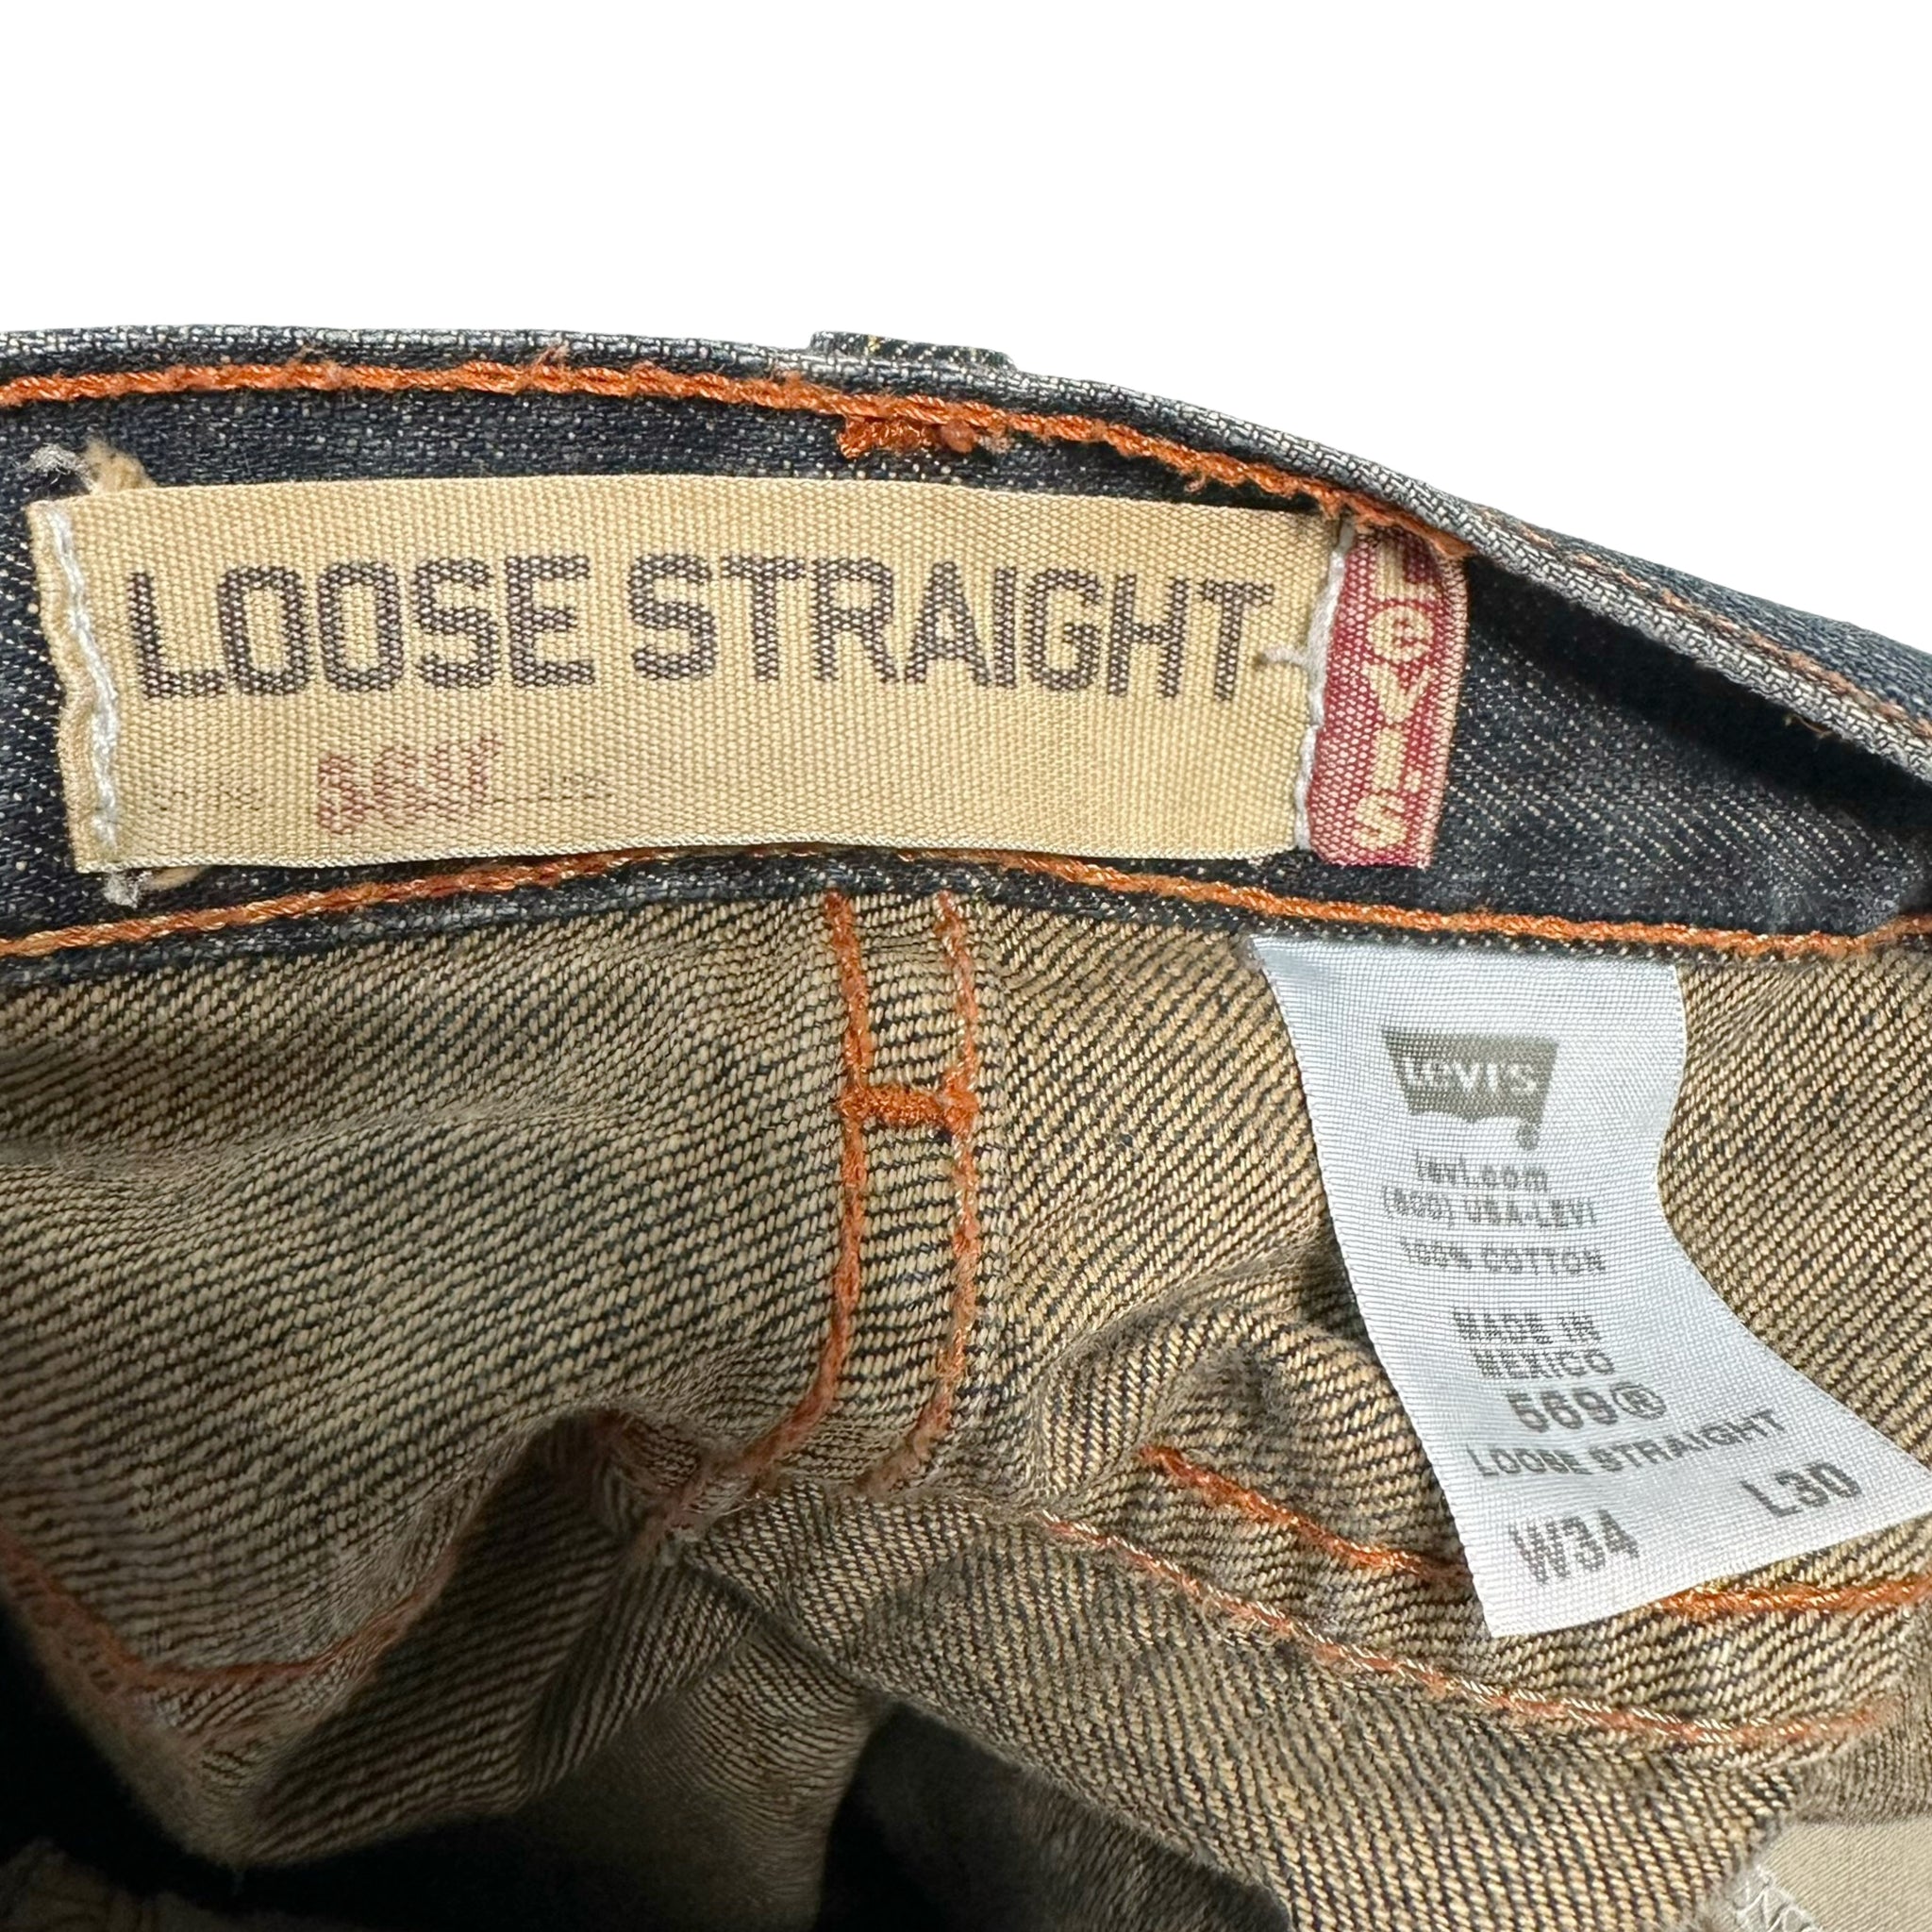 LOOSE STRAIGHT
LEVI'S
LEVI'S
levi.com
(800) USA-LEVI
100% COTTON
MADE IN
MEXICO
569®
LOOSE STRAIGHT
W34 L30